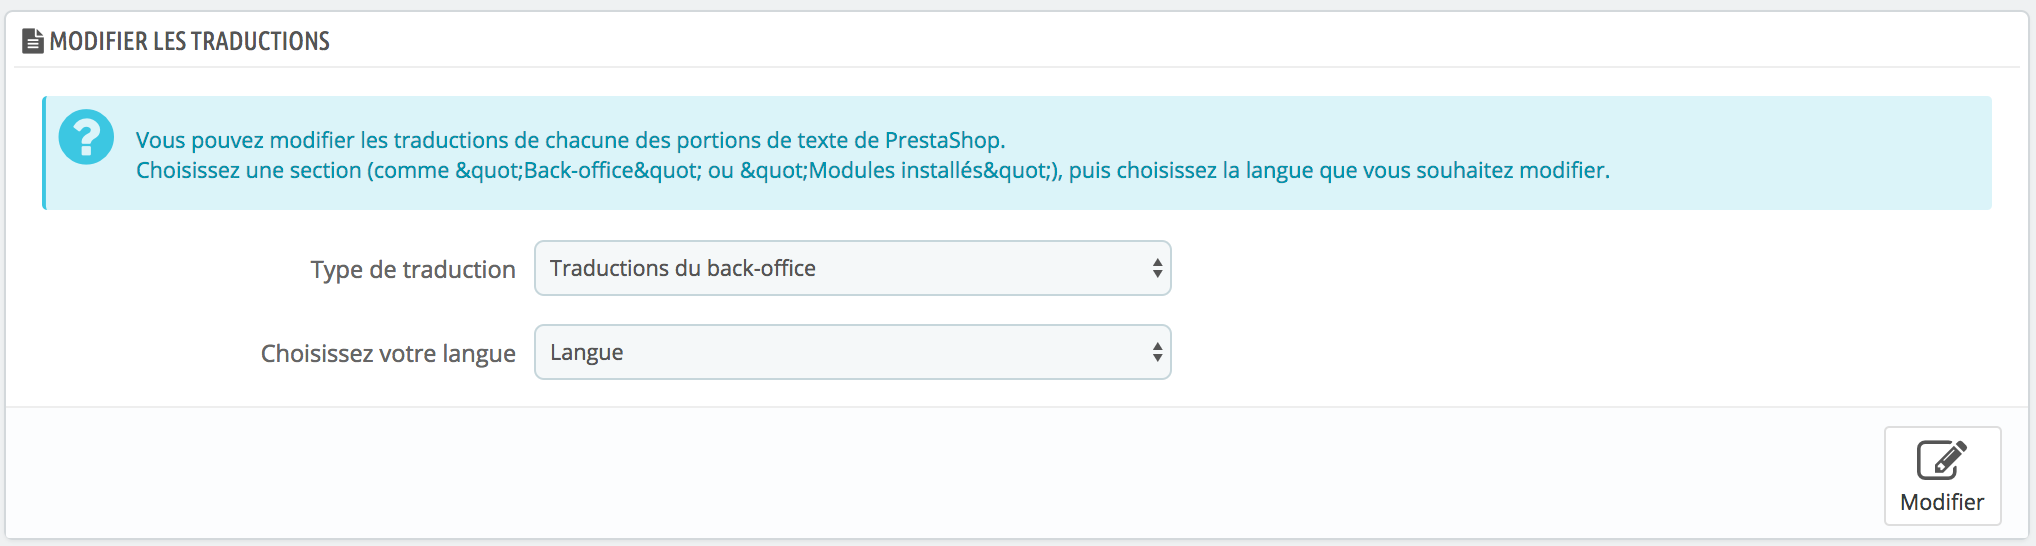 MODIFIER LES TRADUCTIONS
Vous pouvez modifier les traductions de chacune des portions de texte de PrestaShop.
Choisissez une section (comme &quot;Back-office&quot; ou &quot;Modules installés&quot;), puis choisissez la langue que vous souhaitez modifier.
Type de traduction
Traductions du back-office
Choisissez votre langue
Langue
Modifier